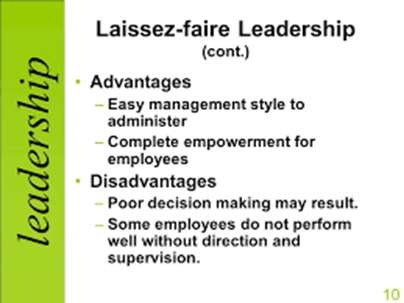 Laissez-faire Leadership
(cont.)
• Advantages
– Easy management style to
administer
– Complete empowerment for
employees
• Disadvantages
– Poor decision making may result.
– Some employees do not perform
well without direction and
supervision.
leadership
10